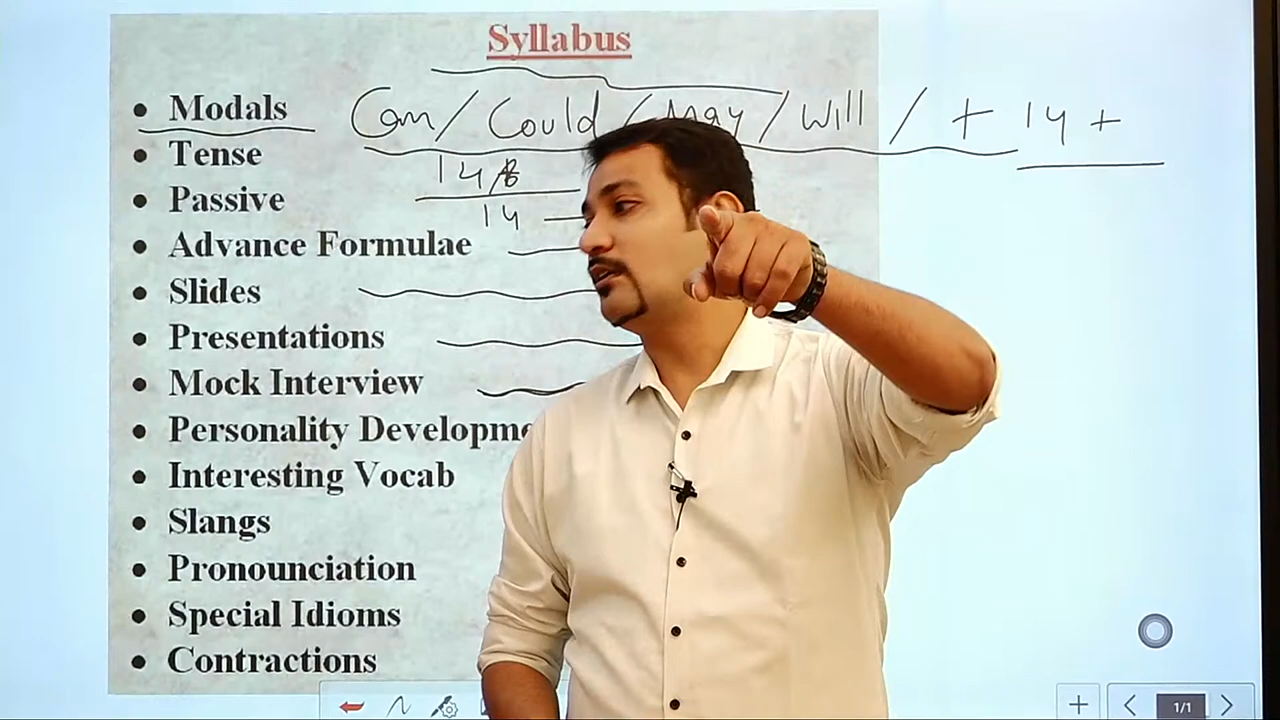 Syllabus
• Modals Can / Could / May / Will / + 14 +
• Tense 14
• Passive 14
• Advance Formulae
• Slides
• Presentations
• Mock Interview
• Personality Developme
• Interesting Vocab
• Slangs
• Pronounciation
• Special Idioms
• Contractions
1/1